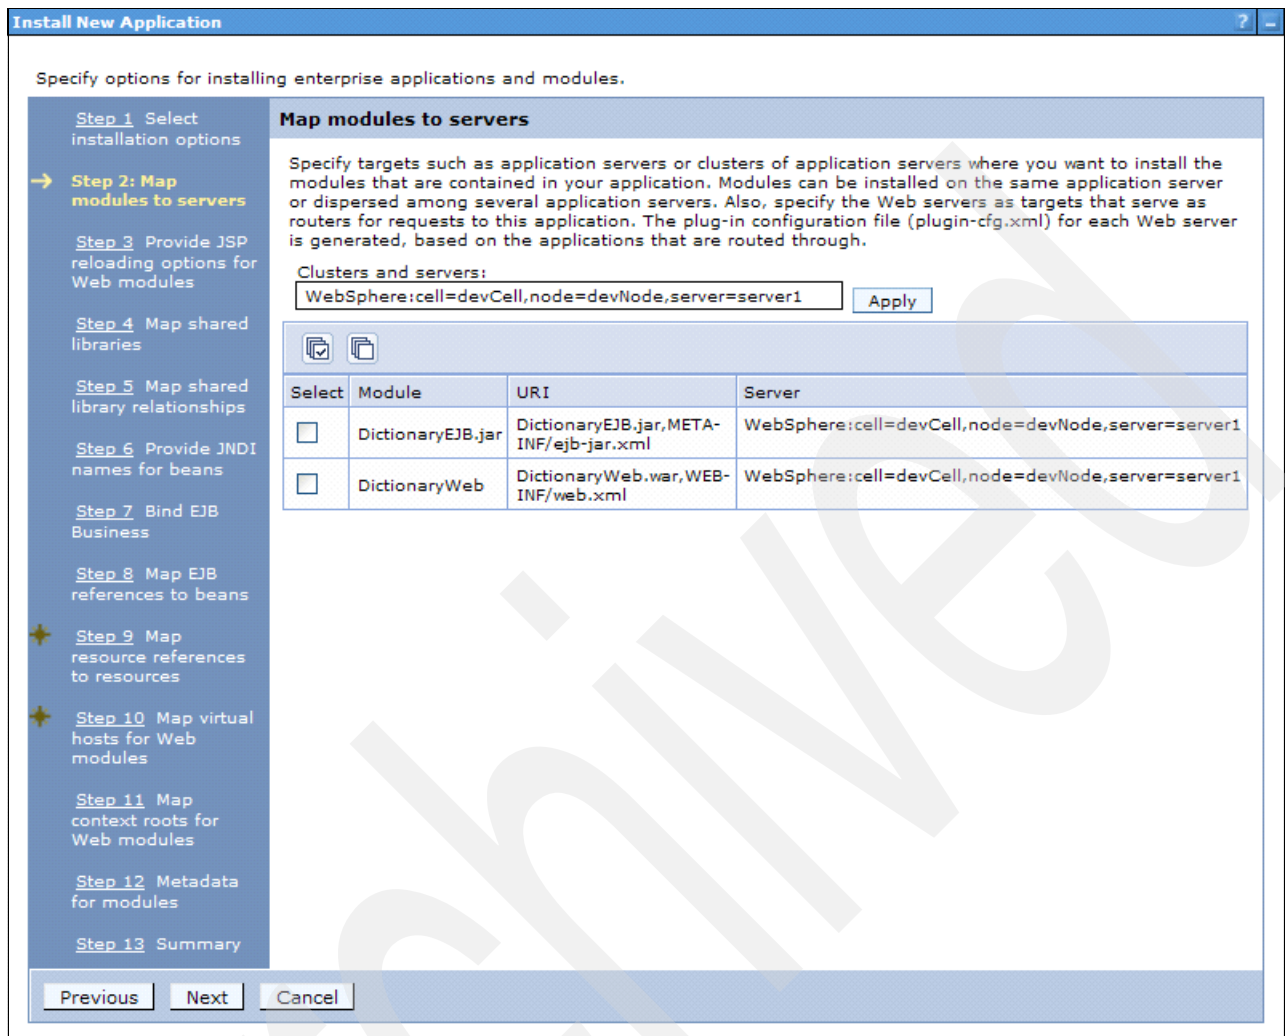 Install New Application
? –
Specify options for installing enterprise applications and modules.
Step 1 Select
installation options
Step 2: Map
modules to servers
Step 3 Provide JSP
reloading options for
Web modules
Step 4 Map shared
libraries
Step 5 Map shared
library relationships
Step 6 Provide JNDI
names for beans
Step 7 Bind EJB
Business
Step 8 Map EJB
references to beans
Step 9 Map
resource references
to resources
Step 10 Map virtual
hosts for Web
modules
Step 11 Map
context roots for
Web modules
Step 12 Metadata
for modules
Step 13 Summary
Map modules to servers
Specify targets such as application servers or clusters of application servers where you want to install the
modules that are contained in your application. Modules can be installed on the same application server
or dispersed among several application servers. Also, specify the Web servers as targets that serve as
routers for requests to this application. The plug-in configuration file (plugin-cfg.xml) for each Web server
is generated, based on the applications that are routed through.
Clusters and servers:
WebSphere:cell=devCell,node=devNode,server=server1
Apply
Select Module URI Server
DictionaryEJB.jar
DictionaryEJB.jar,META-
INF/ejb-jar.xml
WebSphere:cell=devCell,node=devNode,server=server1
DictionaryWeb
DictionaryWeb.war,WEB-
INF/web.xml
WebSphere:cell=devCell,node=devNode,server=server1
Previous Next Cancel
chived